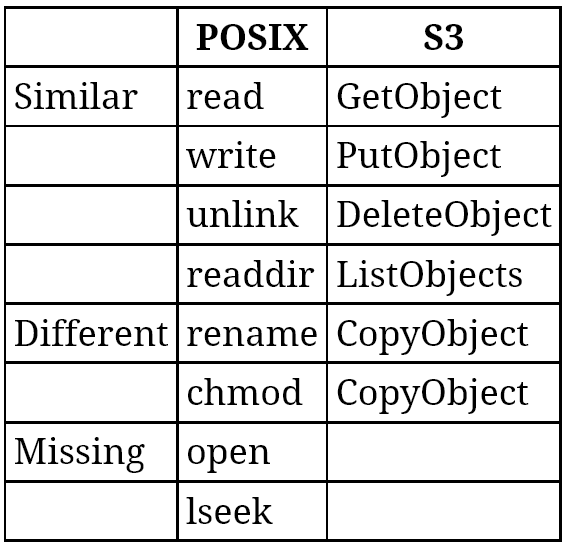 POSIX S3
Similar read GetObject
write PutObject
unlink DeleteObject
readdir ListObjects
Different rename CopyObject
chmod CopyObject
Missing open
lseek